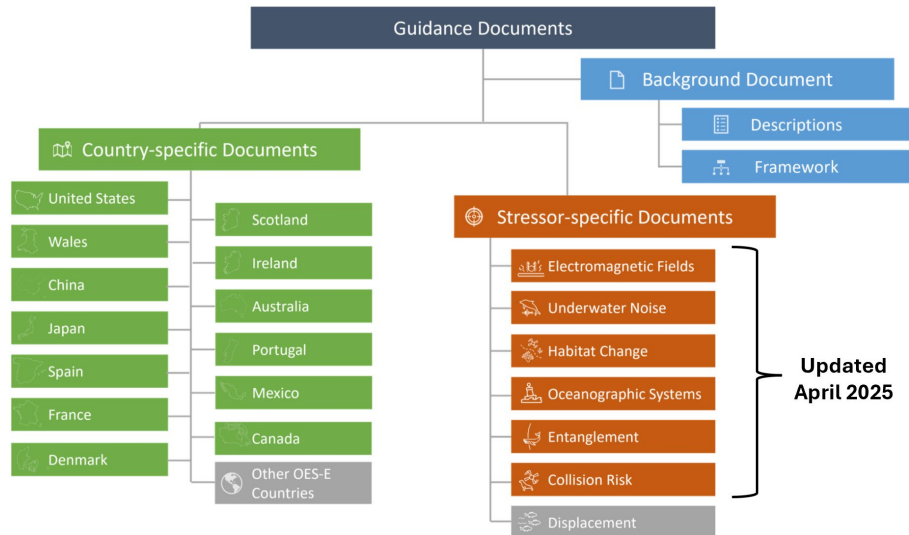 Guidance Documents
Background Document
Descriptions
Framework
Country-specific Documents
United States
Wales
China
Japan
Spain
France
Denmark
Scotland
Ireland
Australia
Portugal
Mexico
Canada
Other OES-E
Countries
Stressor-specific Documents
Electromagnetic Fields
Underwater Noise
Habitat Change
Oceanographic Systems
Entanglement
Collision Risk
Displacement
Updated
April 2025